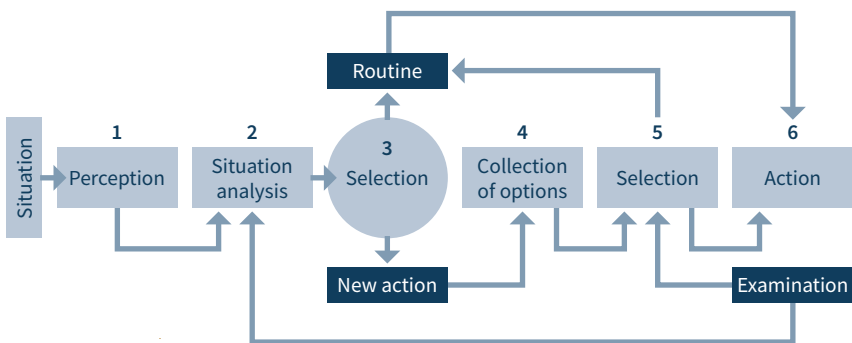 Routine
1
2
3
4
5
6
Situation
Perception
Situation
analysis
Selection
Collection
of options
Selection
Action
New action
Examination